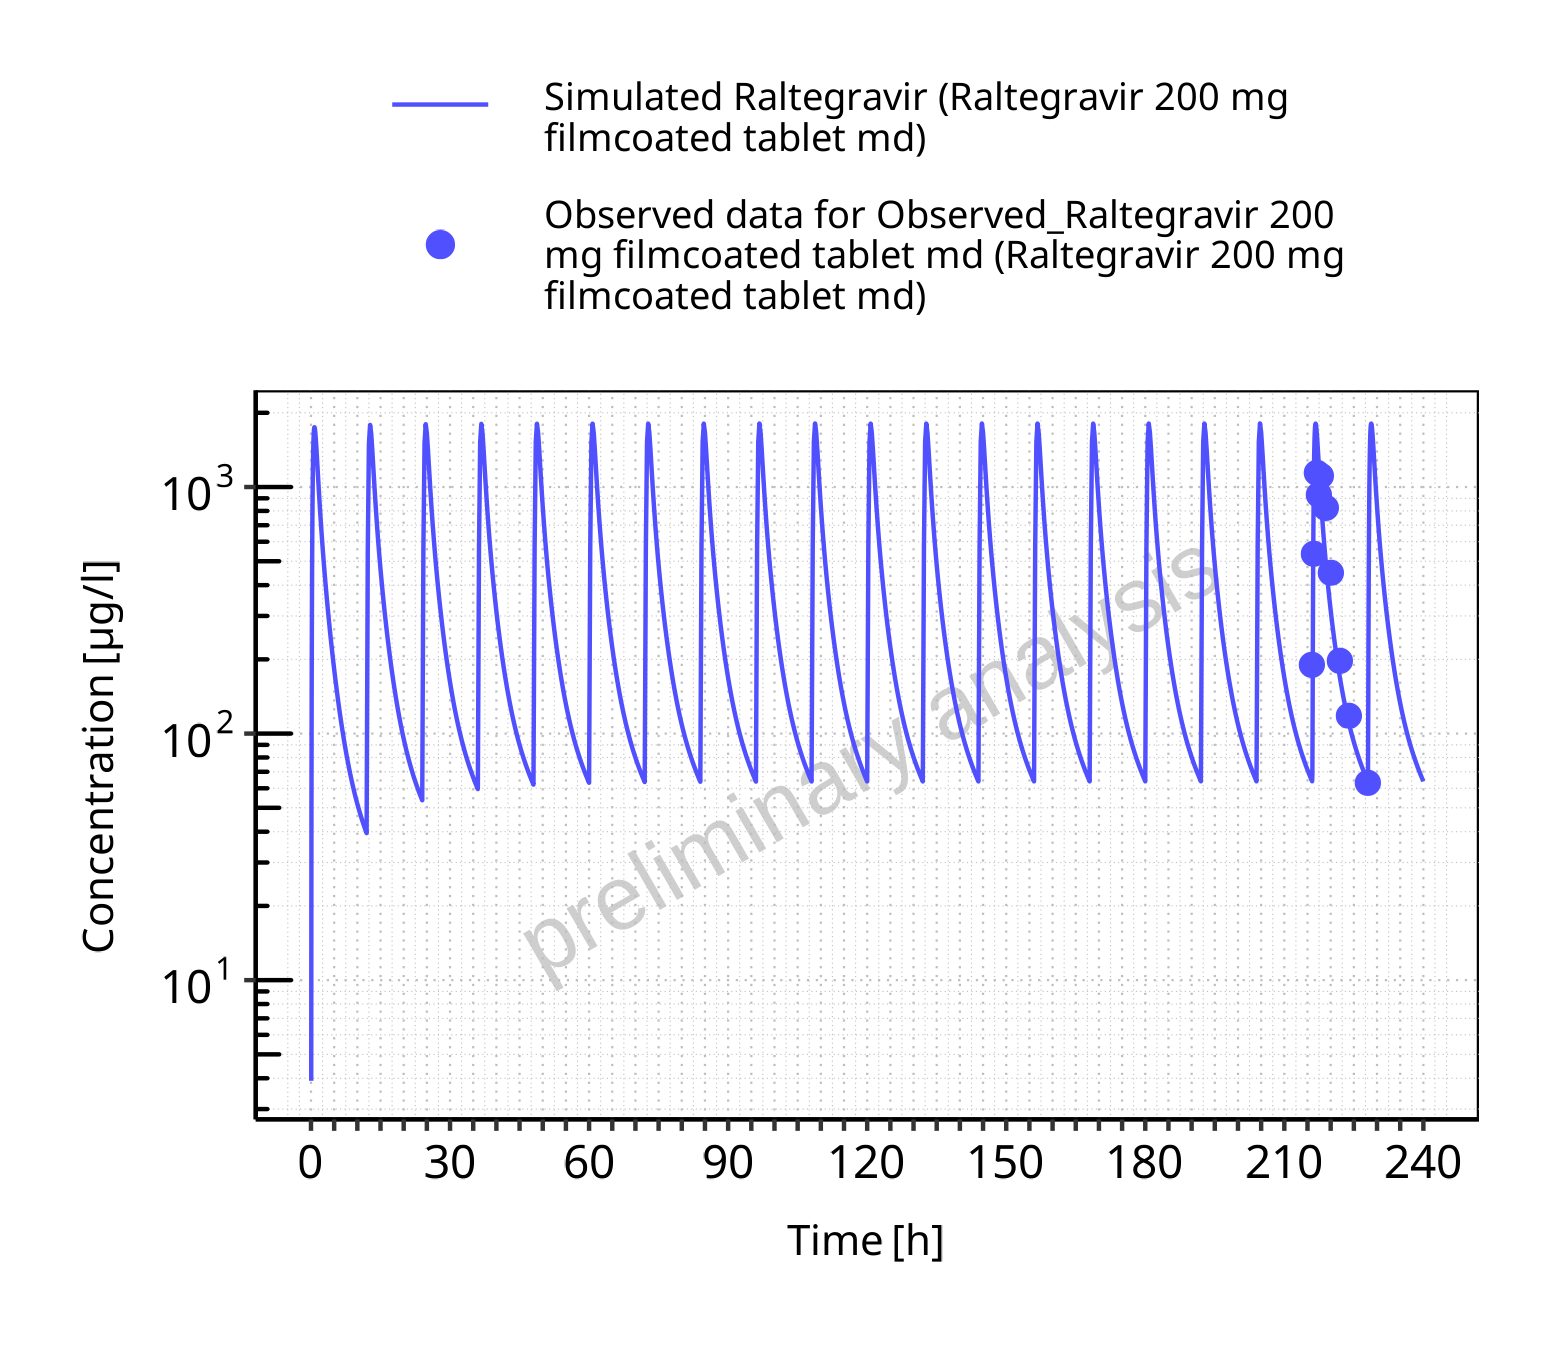 Simulated Raltegravir (Raltegravir 200 mg
filmcoated tablet md)
Observed data for Observed_Raltegravir 200
mg filmcoated tablet md (Raltegravir 200 mg
filmcoated tablet md)
10³
10²
10¹
Concentration [µg/l]
preliminary analysis
0 30 60 90 120 150 180 210 240
Time [h]